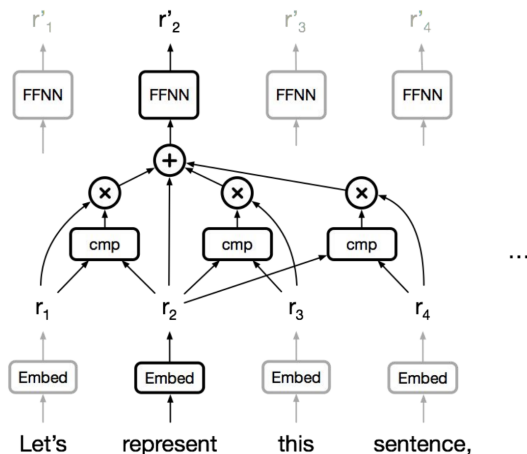 r'₁ r'₂ r'₃ r'₄
FFNN FFNN FFNN FFNN
+
× × ×
cmp cmp cmp
...
r₁ r₂ r₃ r₄
Embed Embed Embed Embed
Let's represent this sentence,